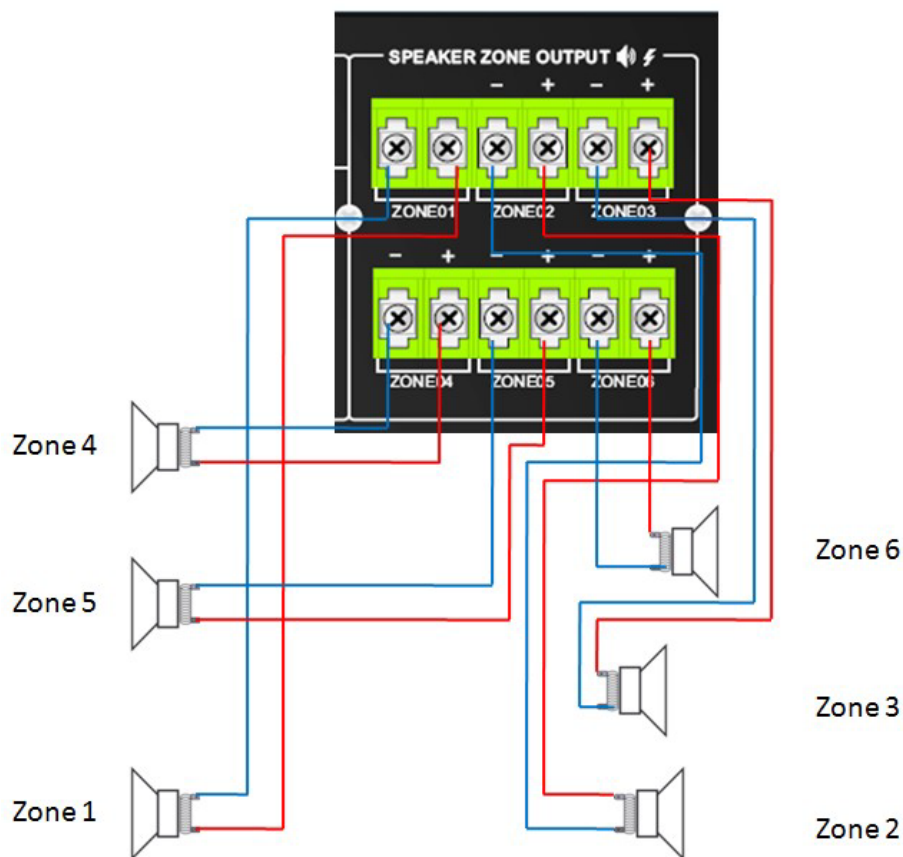 SPEAKER ZONE OUTPUT
- + - +
ZONE01 ZONE02 ZONE03
- + - + - +
ZONE04 ZONE05 ZONE06
Zone 4
Zone 5
Zone 1
Zone 6
Zone 3
Zone 2